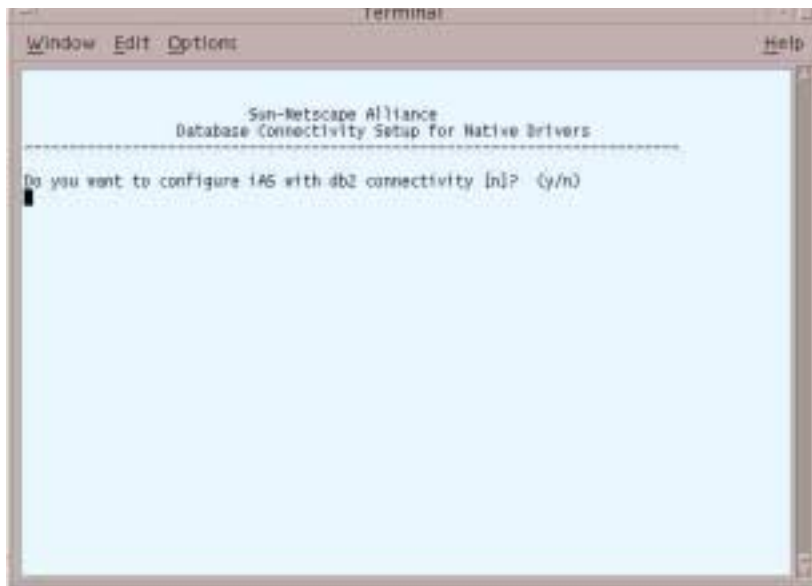 Terminal
Window Edit Options Help
Sun-Netscape Alliance
Database Connectivity Setup for Native Drivers
--------------------------------------------------------------------------------
Do you want to configure iAS with db2 connectivity [n]? (y/n)